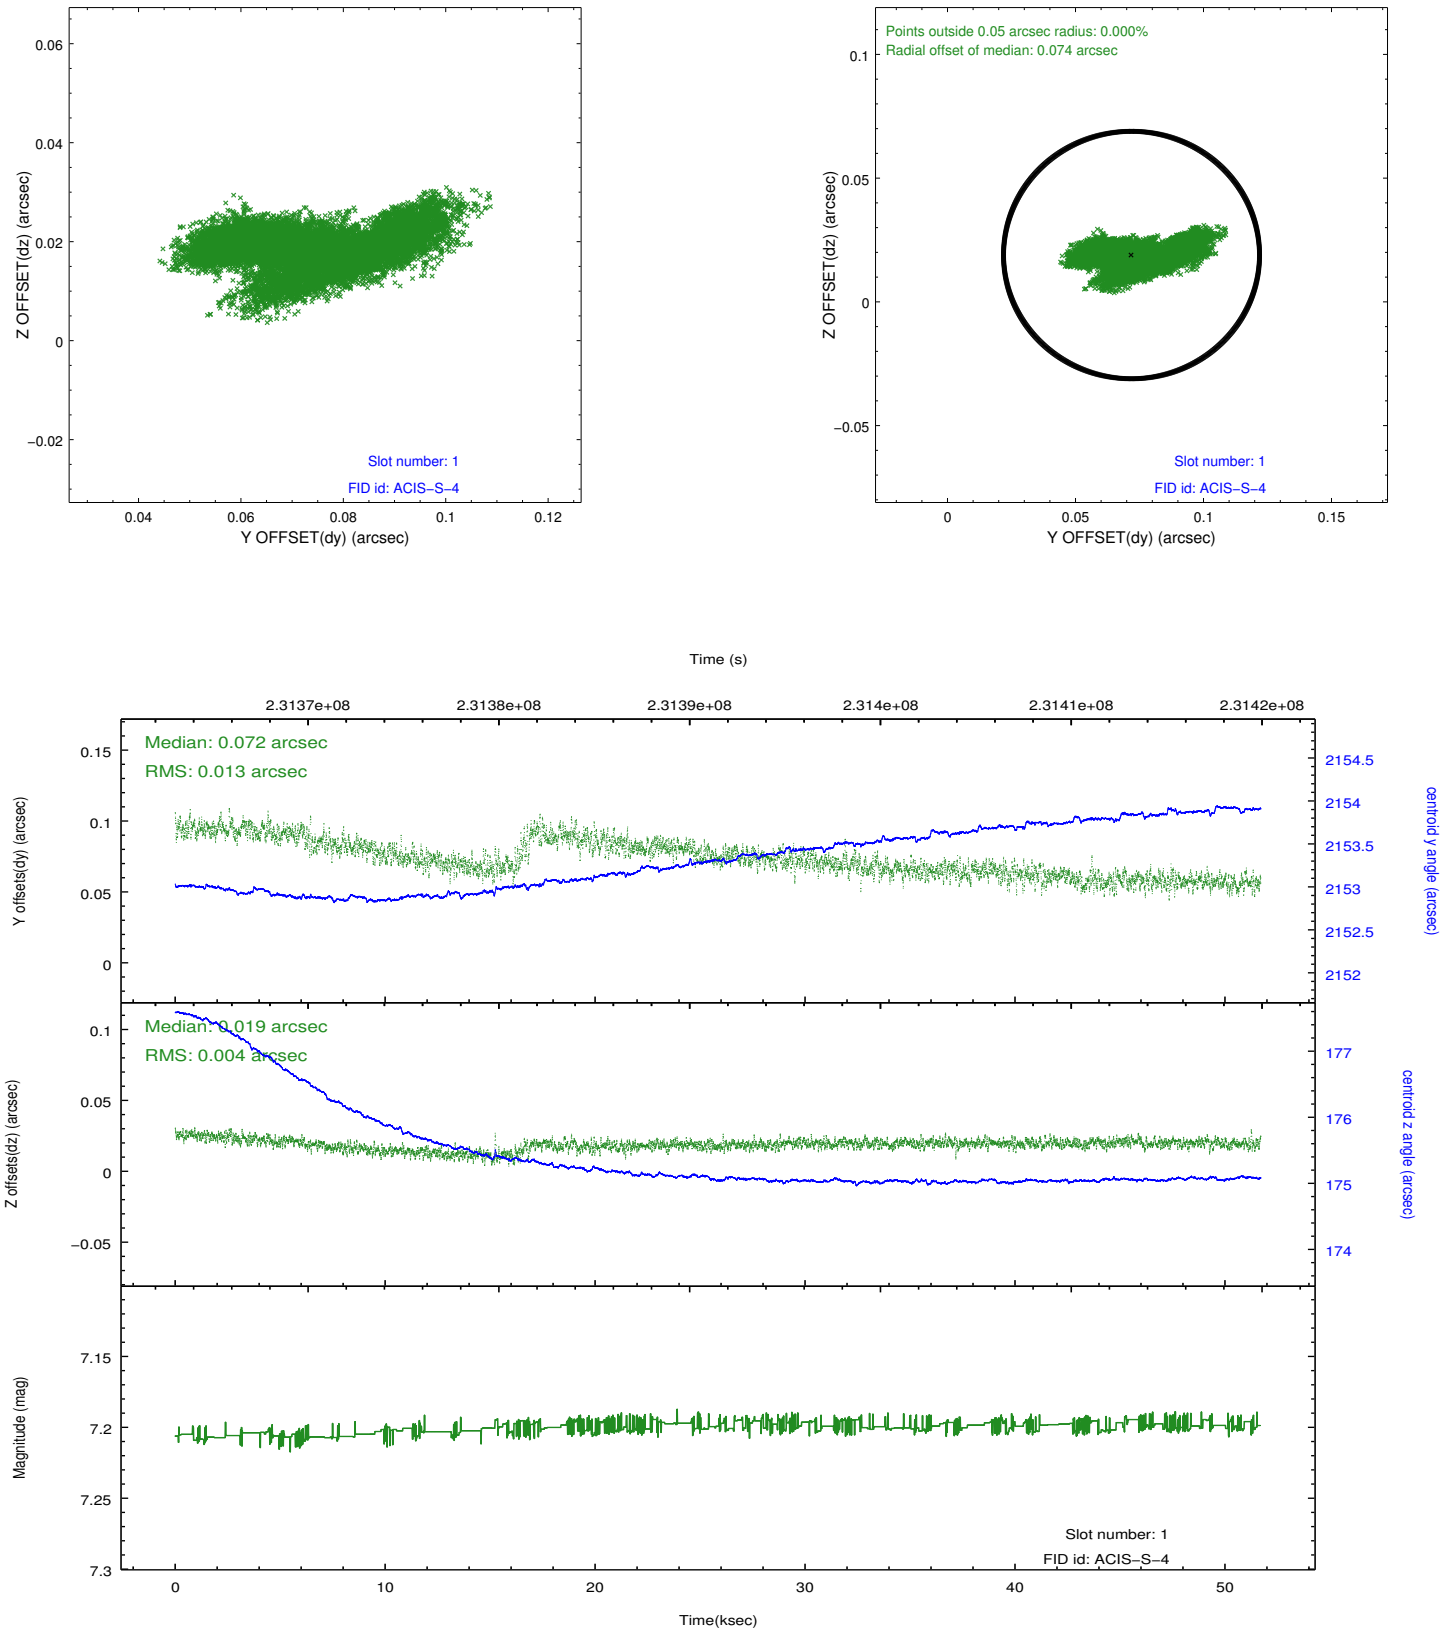 0.06
0.04
0.02
0
−0.02
Z OFFSET(dz) (arcsec)
Slot number: 1
FID id: ACIS−S−4
0.04 0.06 0.08 0.1 0.12
Y OFFSET(dy) (arcsec)
Points outside 0.05 arcsec radius: 0.000%
Radial offset of median: 0.074 arcsec
0.1
0.05
0
−0.05
Z OFFSET(dz) (arcsec)
Slot number: 1
FID id: ACIS−S−4
0 0.05 0.1 0.15
Y OFFSET(dy) (arcsec)
Time (s)
2.3137e+08 2.3138e+08 2.3139e+08 2.314e+08 2.3141e+08 2.3142e+08
Median: 0.072 arcsec
RMS: 0.013 arcsec
0.15
0.1
0.05
0
Y offsets(dy) (arcsec)
2154.5
2154
2153.5
2153
2152.5
2152
centroid y angle (arcsec)
Median: 0.019 arcsec
RMS: 0.004 arcsec
0.1
0.05
0
−0.05
Z offsets(dz) (arcsec)
177
176
175
174
centroid z angle (arcsec)
7.15
7.2
7.25
7.3
Magnitude (mag)
Slot number: 1
FID id: ACIS−S−4
0 10 20 30 40 50
Time(ksec)